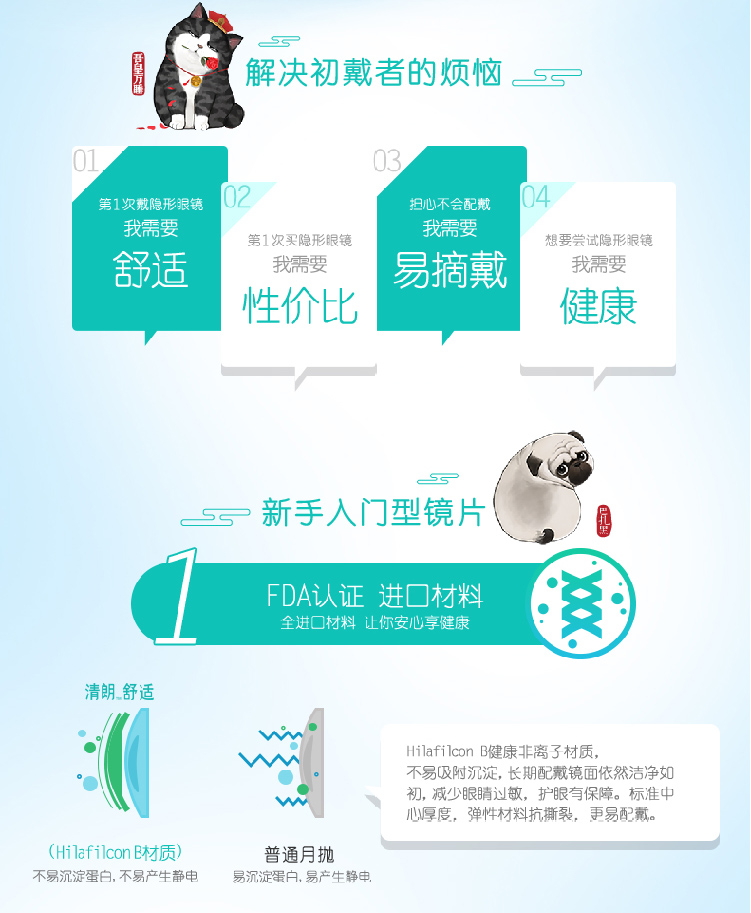 吾皇万睡
解决初戴者的烦恼
01
第1次戴隐形眼镜
我需要
舒适
02
第1次买隐形眼镜
我需要
性价比
03
担心不会配戴
我需要
易摘戴
04
想要尝试隐形眼镜
我需要
健康
新手入门型镜片
巴扎黑
1
FDA认证 进口材料
全进口材料 让你安心享健康
清朗_舒适
(Hilafilcon B材质)
不易沉淀蛋白,不易产生静电
普通月抛
易沉淀蛋白,易产生静电
Hilafilcon B健康非离子材质,
不易吸附沉淀,长期配戴镜面依然洁净如
初,减少眼睛过敏,护眼有保障。标准中
心厚度,弹性材料抗撕裂,更易配戴。